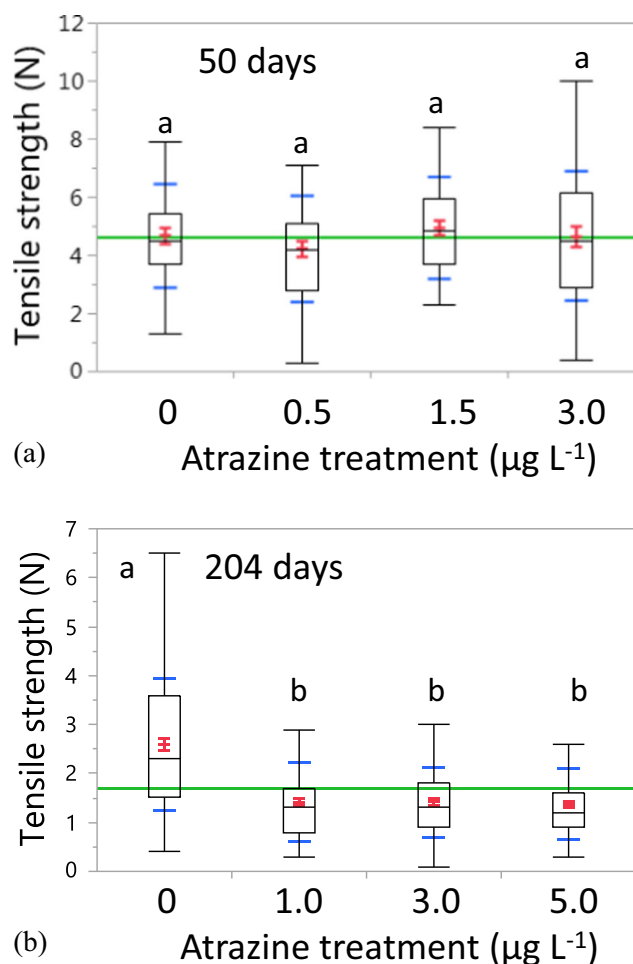 12
50 days
a
a
a
a
10
8
6
4
2
0
Tensile strength (N)
0
0.5
1.5
3.0
(a)
Atrazine treatment (µg L⁻¹)
7
a
204 days
6
5
4
b
b
b
3
2
1
0
Tensile strength (N)
0
1.0
3.0
5.0
(b)
Atrazine treatment (µg L⁻¹)